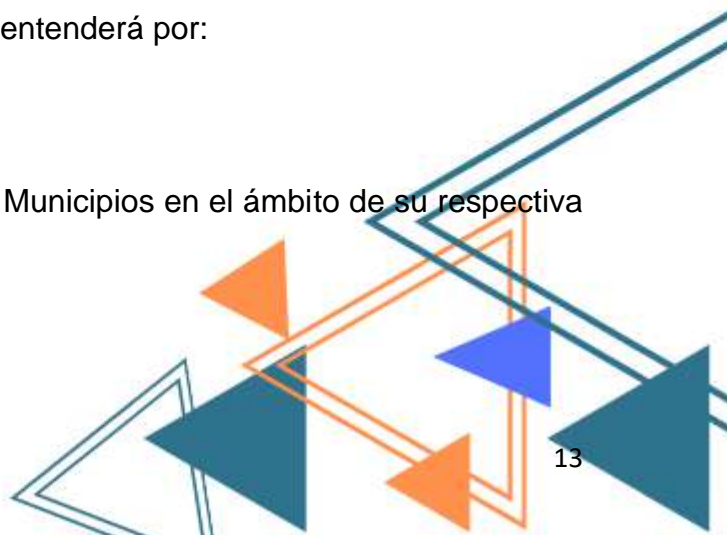 entenderá por:
Municipios en el ámbito de su respectiva
13